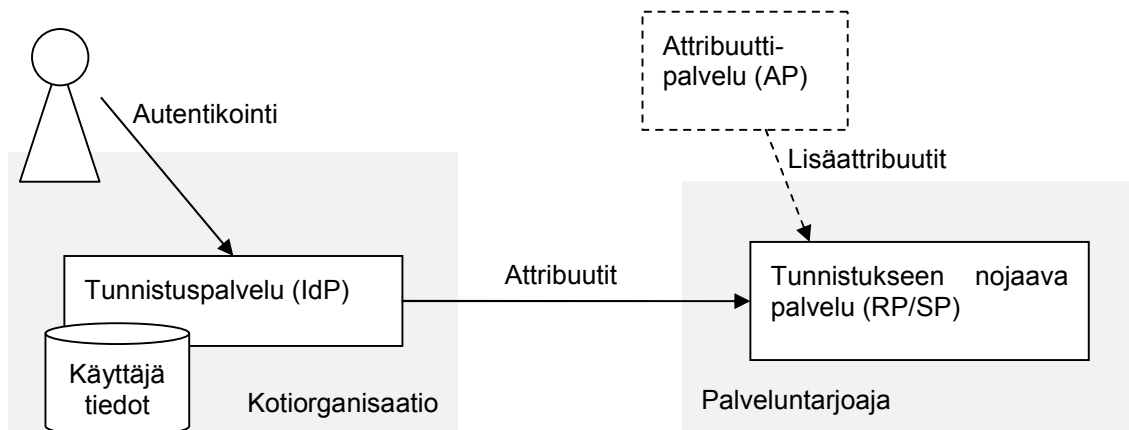 Attribuutti-
palvelu (AP)
Autentikointi
Lisäattribuutit
Tunnistuspalvelu (IdP)
Attribuutit
Tunnistukseen nojaava
palvelu (RP/SP)
Käyttäjä
tiedot
Kotiorganisaatio
Palveluntarjoaja